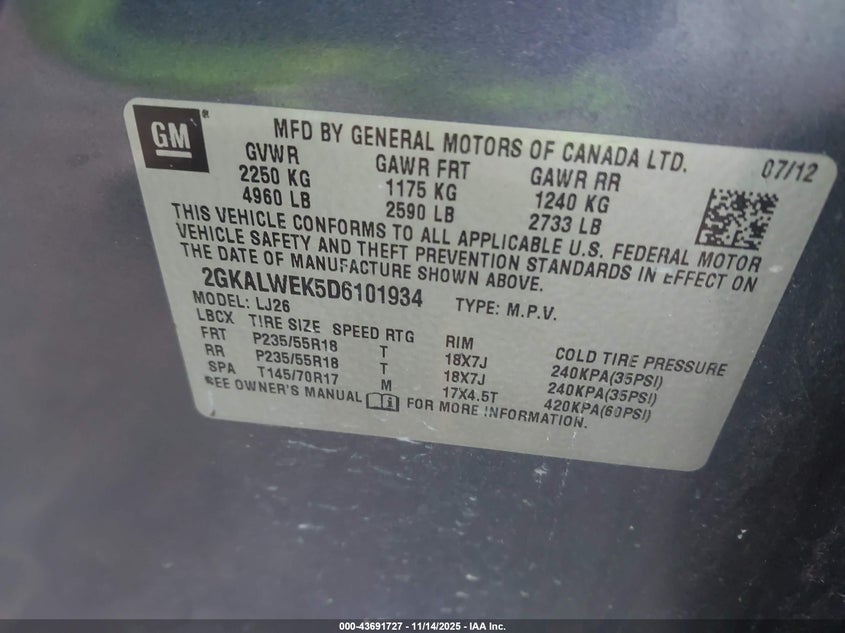 GM ®
MFD BY GENERAL MOTORS OF CANADA LTD. 07/12
GVWR GAWR FRT GAWR RR
2250 KG 1175 KG 1240 KG
4960 LB 2590 LB 2733 LB
THIS VEHICLE CONFORMS TO ALL APPLICABLE U.S. FEDERAL MOTOR
VEHICLE SAFETY AND THEFT PREVENTION STANDARDS IN EFFECT ON
THE DATE OF MANUFACTURE SHOWN ABOVE.
2GKALWEK5D6101934 TYPE: M.P.V.
MODEL: LJ26
LBCX TIRE SIZE SPEED RTG RIM COLD TIRE PRESSURE
FRT P235/55R18 T 18X7J 240KPA(35PSI)
RR P235/55R18 T 18X7J 240KPA(35PSI)
SPA T145/70R17 M 17X4.5T 420KPA(60PSI)
SEE OWNER'S MANUAL FOR MORE INFORMATION.
000-43691727 - 11/14/2025 - IAA Inc.